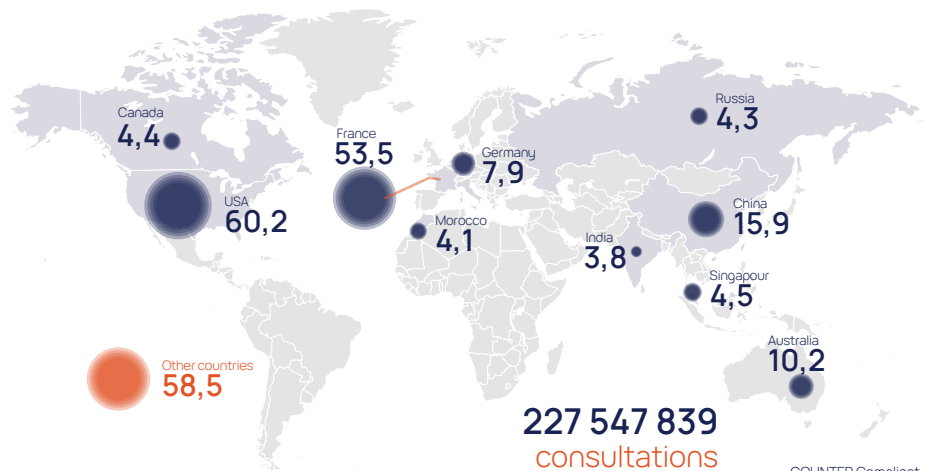 Canada
4,4
USA
60,2
France
53,5
Germany
7,9
Morocco
4,1
Russia
4,3
China
15,9
India
3,8
Singapour
4,5
Australia
10,2
Other countries
58,5
227 547 839
consultations
COUNTER Compliant